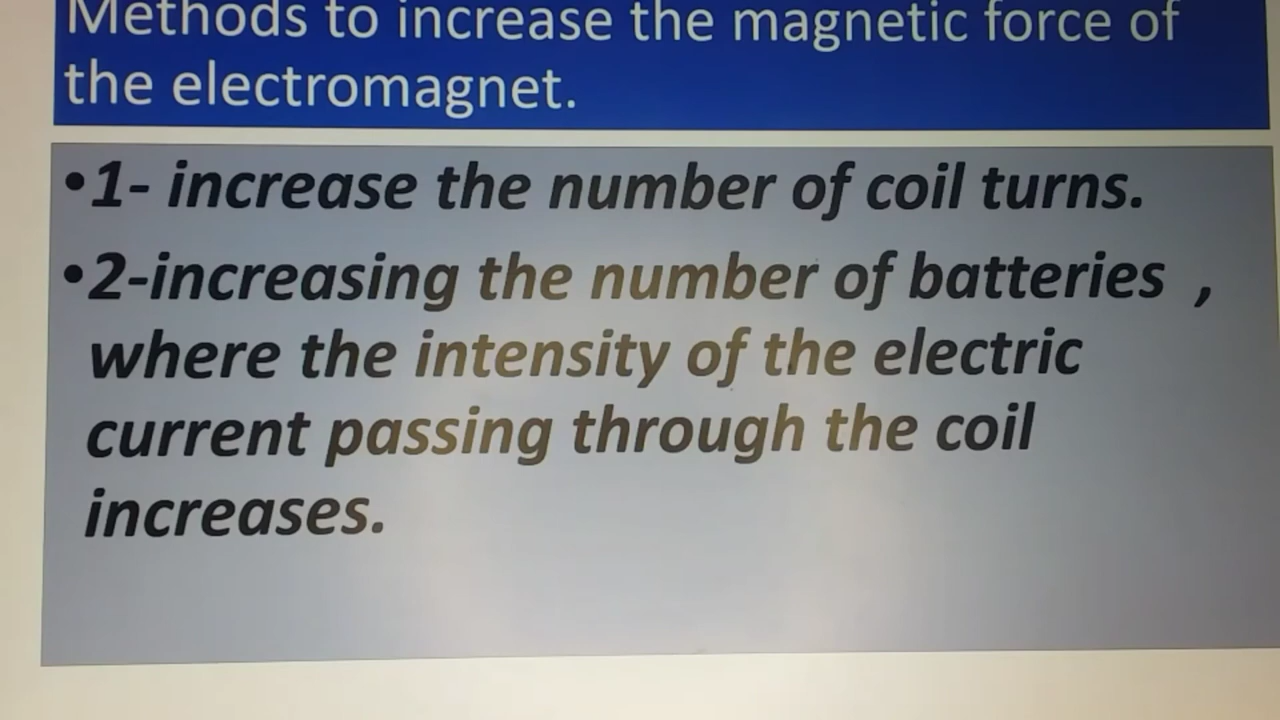 Methods to increase the magnetic force of
the electromagnet.
•1- increase the number of coil turns.
•2-increasing the number of batteries ,
where the intensity of the electric
current passing through the coil
increases.